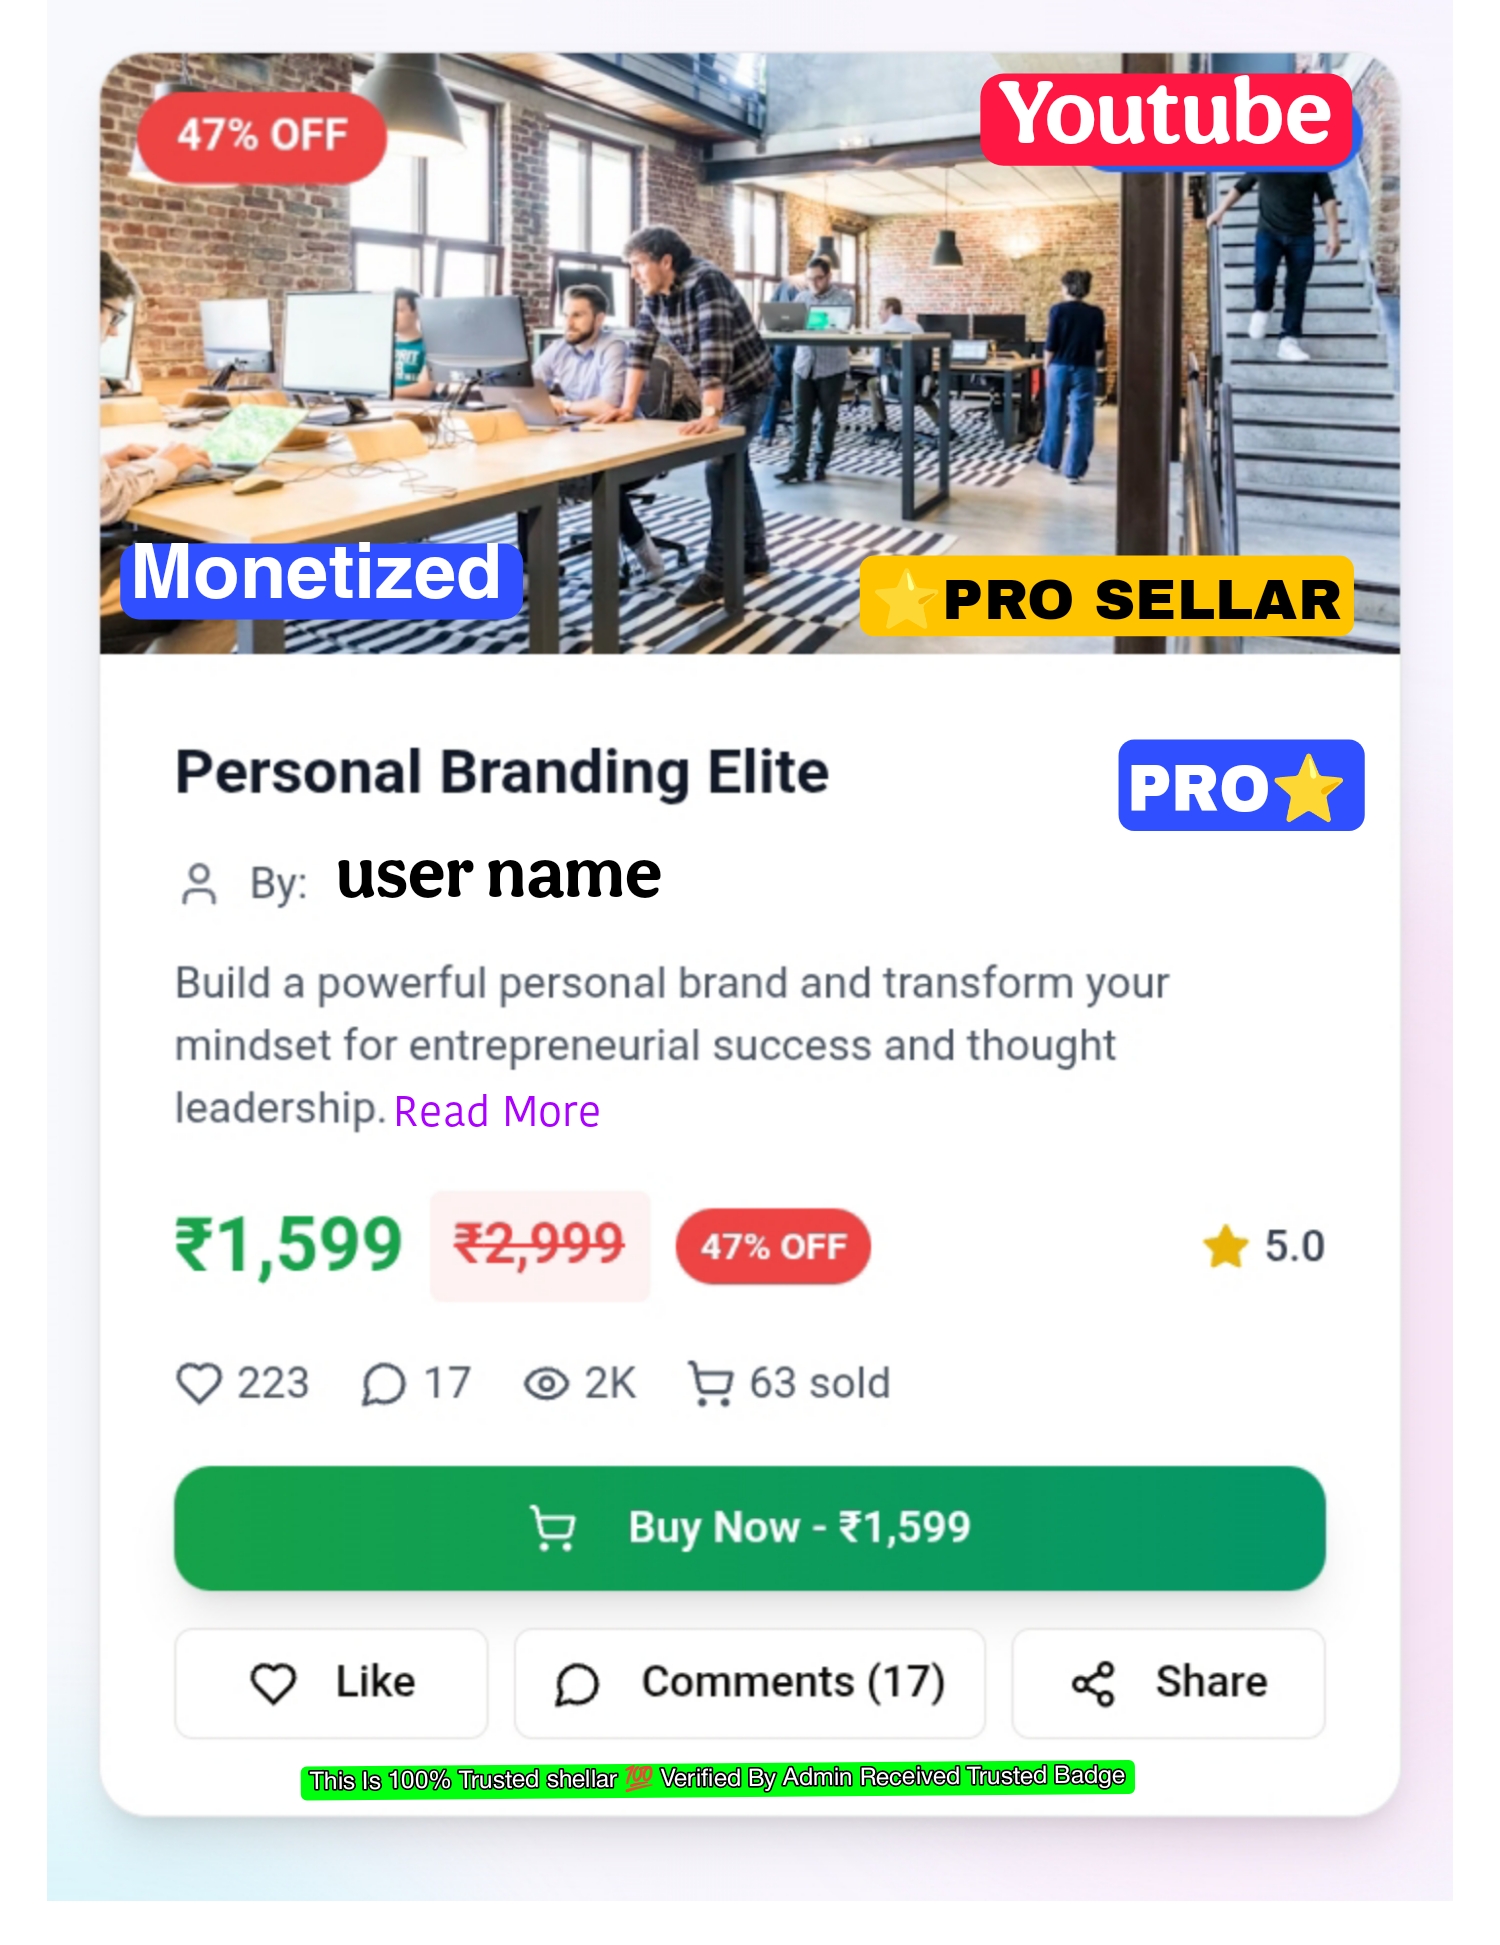 47% OFF
Youtube
Monetized
⭐PRO SELLAR
Personal Branding Elite
PRO⭐
By: user name
Build a powerful personal brand and transform your
mindset for entrepreneurial success and thought
leadership. Read More
₹1,599 ₹2,999 47% OFF ⭐ 5.0
223 17 2K 63 sold
Buy Now - ₹1,599
Like Comments (17) Share
This Is 100% Trusted shellar 💯 Verified By Admin Received Trusted Badge